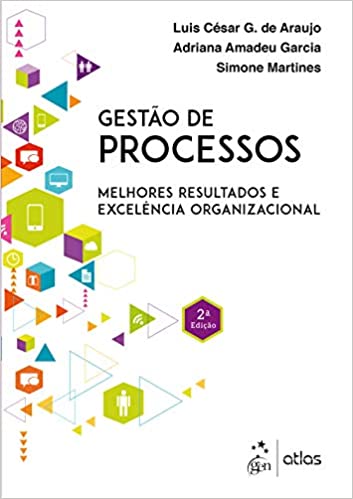 Luis César G. de Araujo
Adriana Amadeu Garcia
Simone Martines
GESTÃO DE
PROCESSOS
MELHORES RESULTADOS E
EXCELÊNCIA ORGANIZACIONAL
2ª
Edição
gen
atlas